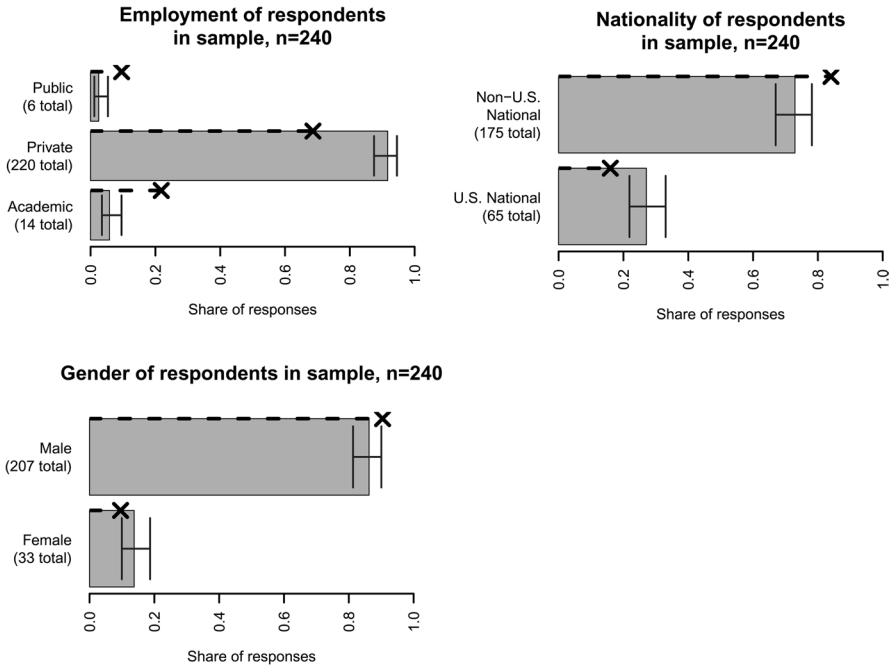 Employment of respondents
in sample, n=240
Public
(6 total)
Private
(220 total)
Academic
(14 total)
0.0
0.2
0.4
0.6
0.8
1.0
Share of responses
Nationality of respondents
in sample, n=240
Non−U.S.
National
(175 total)
U.S. National
(65 total)
0.0
0.2
0.4
0.6
0.8
1.0
Share of responses
Gender of respondents in sample, n=240
Male
(207 total)
Female
(33 total)
0.0
0.2
0.4
0.6
0.8
1.0
Share of responses